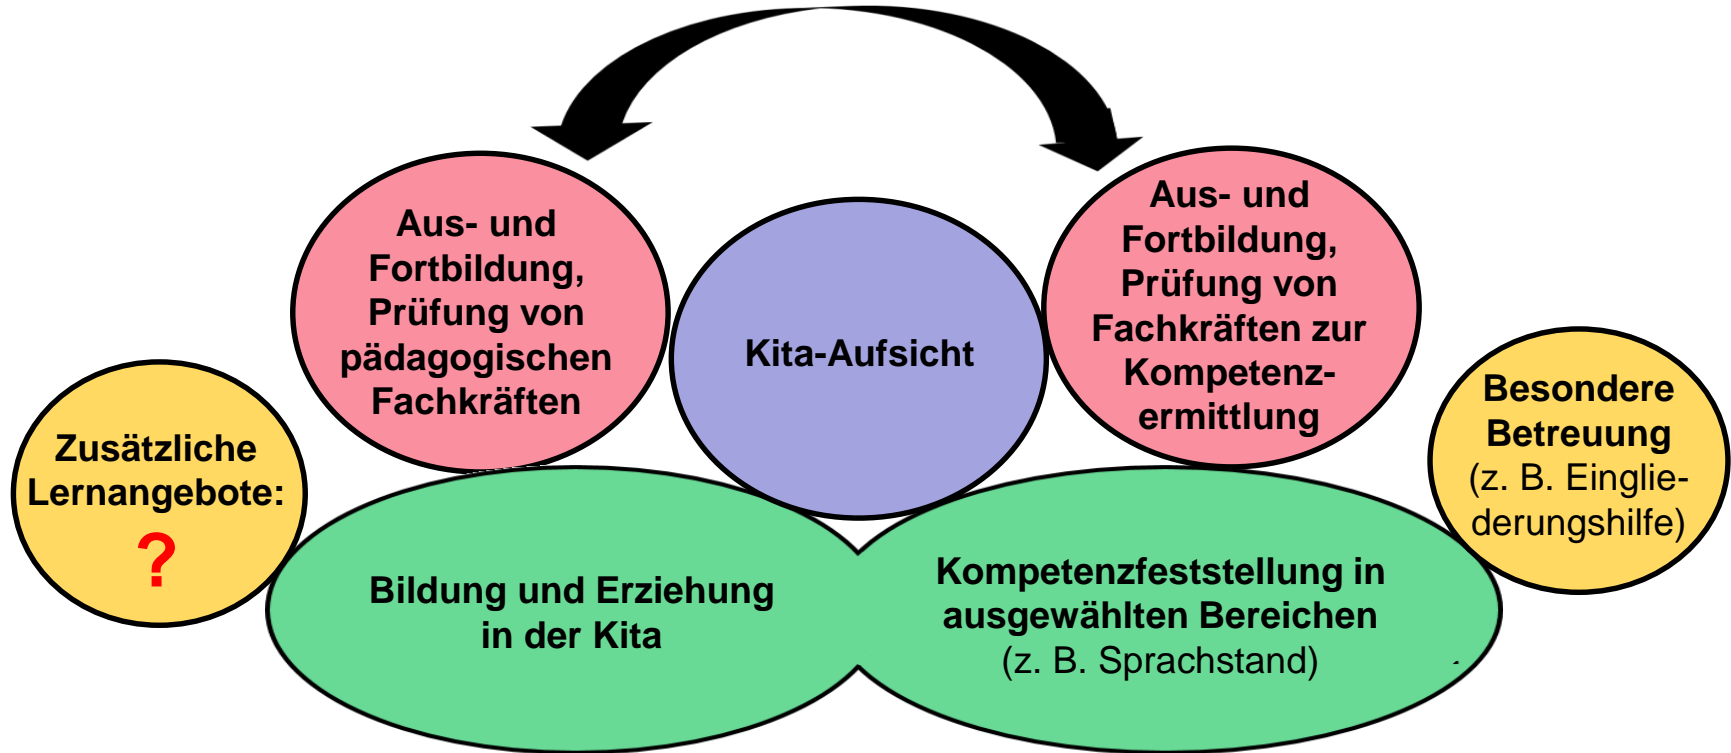 Aus- und
Fortbildung,
Prüfung von
pädagogischen
Fachkräften
Kita-Aufsicht
Aus- und
Fortbildung,
Prüfung von
Fachkräften zur
Kompetenz-
ermittlung
Zusätzliche
Lernangebote:
?
Besondere
Betreuung
(z. B. Einglie-
derungshilfe)
Bildung und Erziehung
in der Kita
Kompetenzfeststellung in
ausgewählten Bereichen
(z. B. Sprachstand)